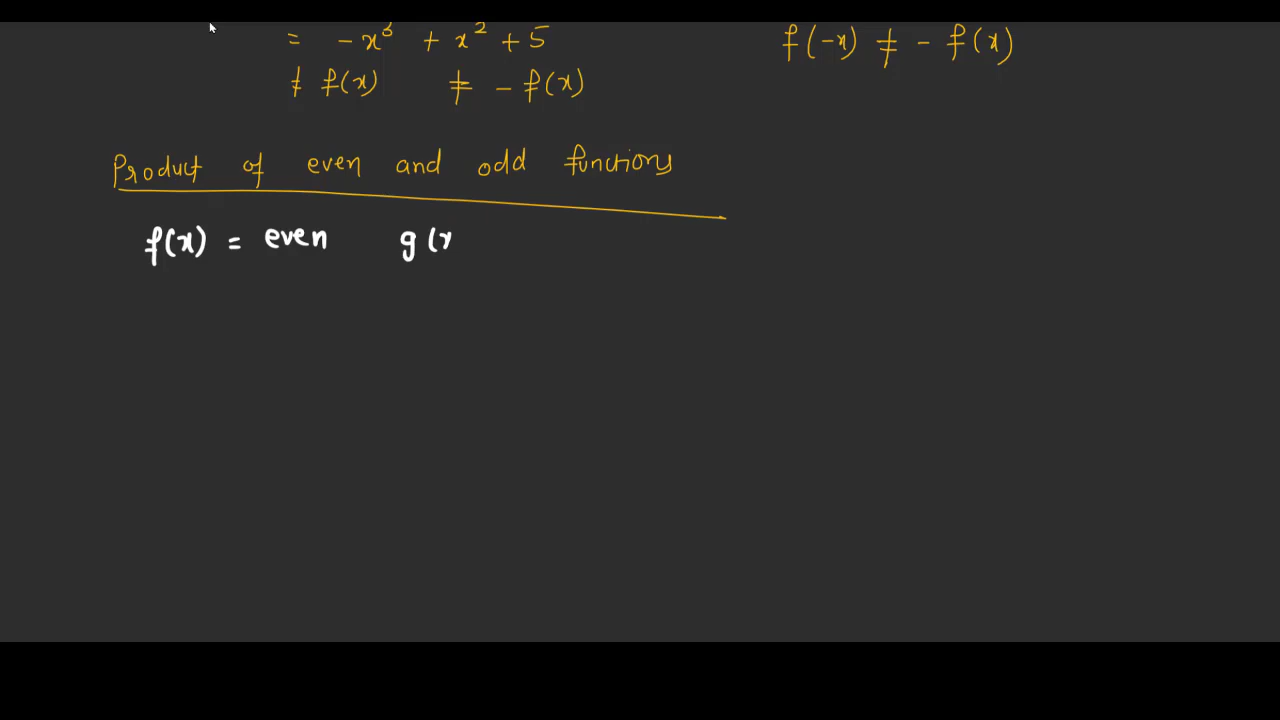 = - x³ + x² + 5 f(-x) ≠ - f(x)
≠ f(x) ≠ - f(x)
Product of even and odd functions
f(x) = even g(x